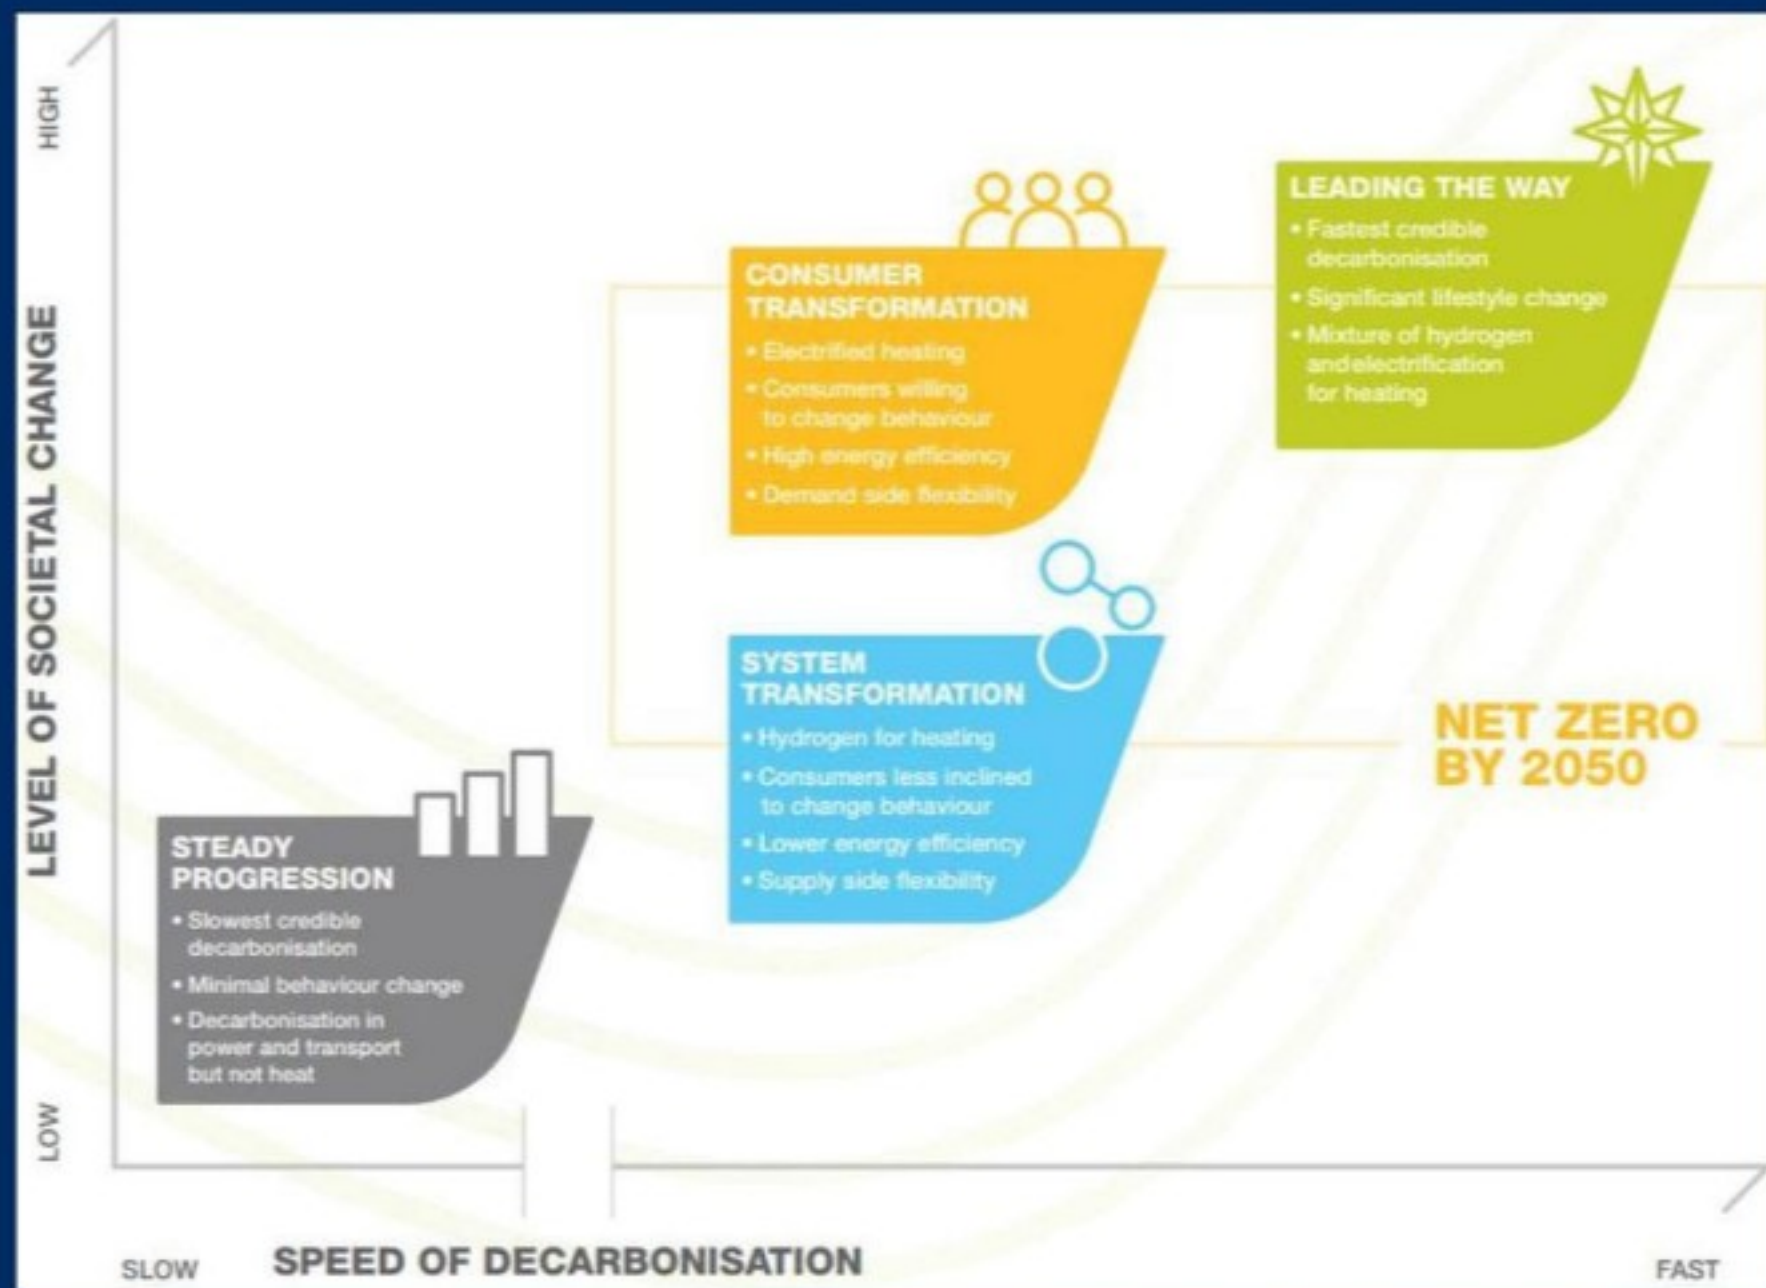 HIGH
LEVEL OF SOCIETAL CHANGE
LOW
LEADING THE WAY
• Fastest credible
decarbonisation
• Significant lifestyle change
• Mixture of hydrogen
andelectrification
for heating
CONSUMER
TRANSFORMATION
• Electrified heating
• Consumers willing
to change behaviour
• High energy efficiency
• Demand side flexibility
SYSTEM
TRANSFORMATION
• Hydrogen for heating
• Consumers less inclined
to change behaviour
• Lower energy efficiency
• Supply side flexibility
NET ZERO
BY 2050
STEADY
PROGRESSION
• Slowest credible
decarbonisation
• Minimal behaviour change
• Decarbonisation in
power and transport
but not heat
SLOW
SPEED OF DECARBONISATION
FAST